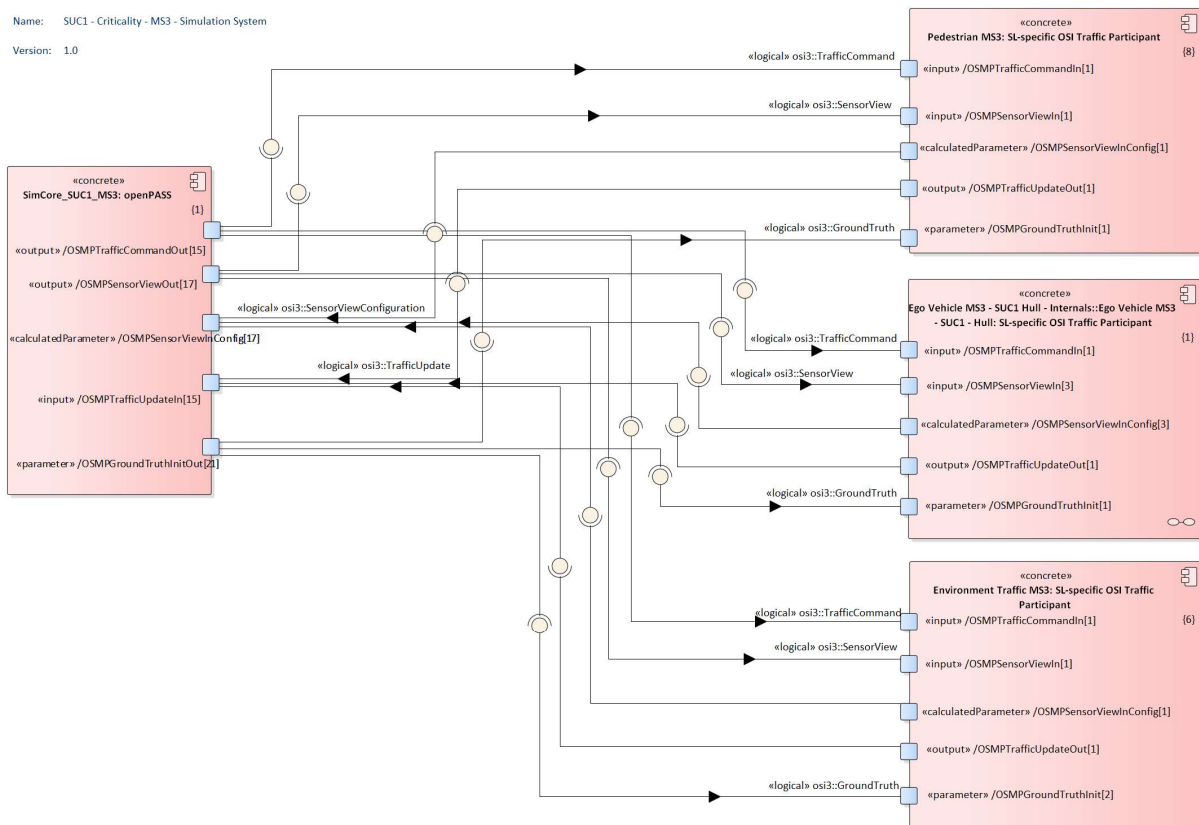 Name: SUC1 - Criticality - MS3 - Simulation System
Version: 1.0
«concrete»
SimCore_SUC1_MS3: openPASS
{1}
«output» /OSMPTrafficCommandOut[15]
«output» /OSMPSensorViewOut[17]
«calculatedParameter» /OSMPSensorViewInConfig[17]
«input» /OSMPTrafficUpdateIn[15]
«parameter» /OSMPGroundTruthInitOut[21]
«logical» osi3::TrafficCommand
«logical» osi3::SensorView
«logical» osi3::GroundTruth
«logical» osi3::SensorViewConfiguration
«logical» osi3::TrafficUpdate
«logical» osi3::TrafficCommand
«logical» osi3::SensorView
«logical» osi3::GroundTruth
«logical» osi3::TrafficCommand
«logical» osi3::SensorView
«logical» osi3::GroundTruth
«concrete»
Pedestrian MS3: SL-specific OSI Traffic Participant
{8}
«input» /OSMPTrafficCommandIn[1]
«input» /OSMPSensorViewIn[1]
«calculatedParameter» /OSMPSensorViewInConfig[1]
«output» /OSMPTrafficUpdateOut[1]
«parameter» /OSMPGroundTruthInit[1]
«concrete»
Ego Vehicle MS3 - SUC1 Hull - Internals::Ego Vehicle MS3
- SUC1 - Hull: SL-specific OSI Traffic Participant
{1}
«input» /OSMPTrafficCommandIn[1]
«input» /OSMPSensorViewIn[3]
«calculatedParameter» /OSMPSensorViewInConfig[3]
«output» /OSMPTrafficUpdateOut[1]
«parameter» /OSMPGroundTruthInit[1]
«concrete»
Environment Traffic MS3: SL-specific OSI Traffic
Participant
{6}
«input» /OSMPTrafficCommandIn[1]
«input» /OSMPSensorViewIn[1]
«calculatedParameter» /OSMPSensorViewInConfig[1]
«output» /OSMPTrafficUpdateOut[1]
«parameter» /OSMPGroundTruthInit[2]